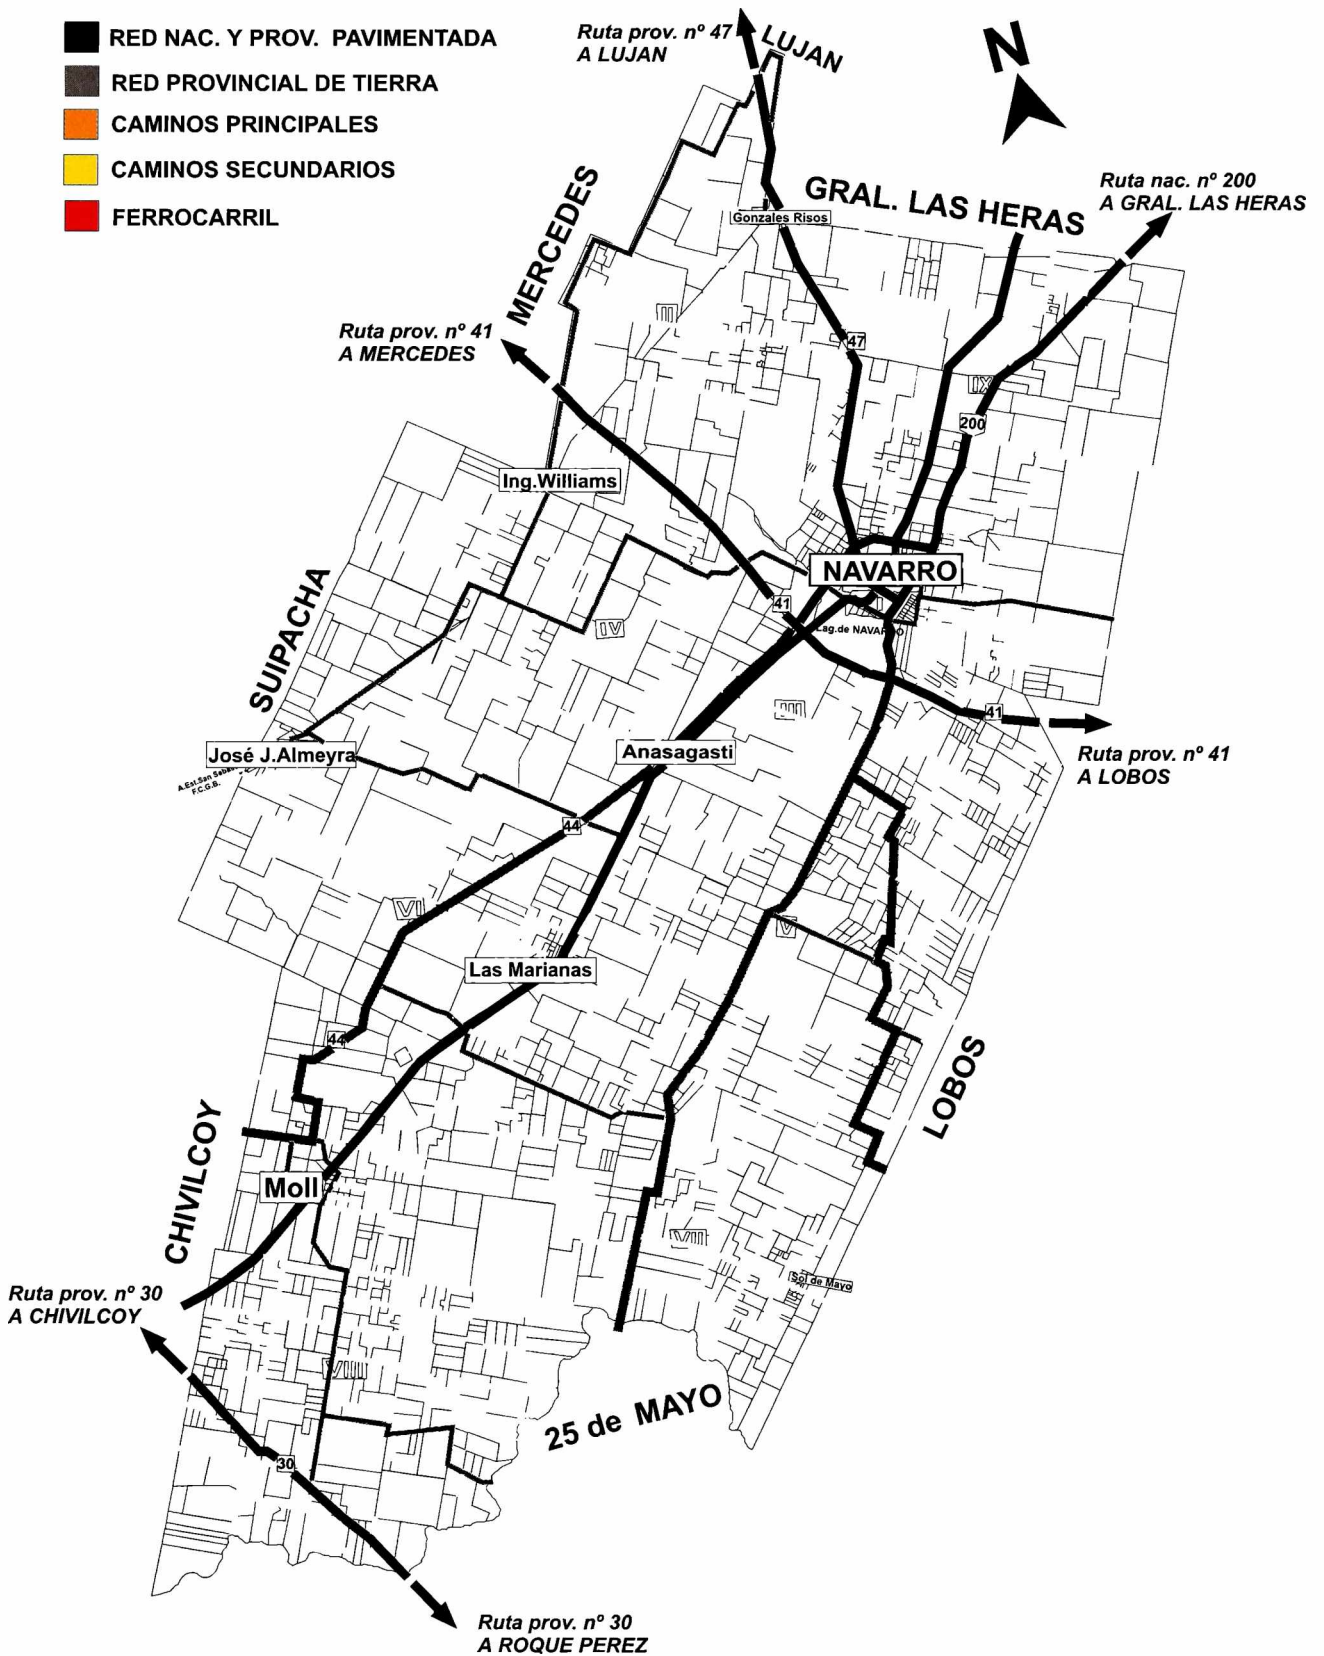 RED NAC. Y PROV. PAVIMENTADA
RED PROVINCIAL DE TIERRA
CAMINOS PRINCIPALES
CAMINOS SECUNDARIOS
FERROCARRIL
Ruta prov. nº 47
A LUJAN
LUJAN
N
MERCEDES
GRAL. LAS HERAS
Ruta nac. nº 200
A GRAL. LAS HERAS
Gonzales Risos
II
Ruta prov. nº 41
A MERCEDES
47
IX
200
Ing.Williams
NAVARRO
SUIPACHA
41
IV
Lag.de NAVARRO
III
41
Ruta prov. nº 41
A LOBOS
José J.Almeyra
Anasagasti
A.Est.San
F.C.G.B.
44
VI
V
Las Marianas
44
LOBOS
CHIVILCOY
Moll
VII
Sol de Mayo
Ruta prov. nº 30
A CHIVILCOY
VIII
25 de MAYO
30
Ruta prov. nº 30
A ROQUE PEREZ